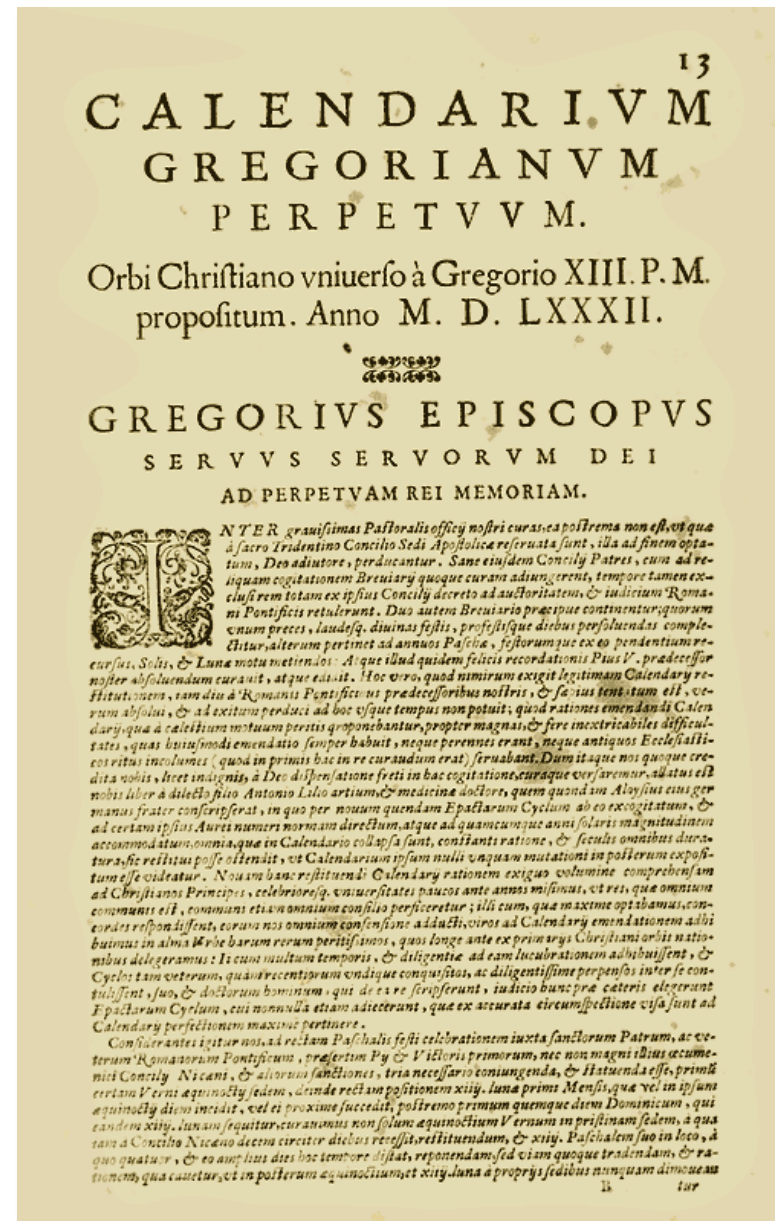 13
CALENDARIVM
GREGORIANVM
PERPETVVM.
Orbi Chriſtiano vniuerſo à Gregorio XIII. P. M.
propoſitum. Anno M. D. LXXXII.
GREGORIVS EPISCOPVS
SERVVS SERVORVM DEI
AD PERPETVAM REI MEMORIAM.
INTER grauiſsimas Paſtoralis officij noſtri curas, ea poſtrema non eſt, vt quæ
à ſacro Tridentino Concilio Sedi Apoſtolicæ reſeruata ſunt, illa ad finem opta-
tum, Deo adiutore, perducantur. Sane eiuſdem Concilij Patres, cum ad re-
liquam cogitationem Breuiarij quoque curam adiungerent, tempore tamen ex-
cluſi rem totam ex ipſius Concilij decreto ad auctoritatem, & iudicium Roma-
ni Pontificis retulerunt. Duo autem Breuiario præcipue continentur; quorum
vnum preces, laudesq. diuinas feſtis, profeſtisque diebus perſoluendas comple-
ctitur, alterum pertinet ad annuos Paſchæ, feſtorumque ex eo pendentium re-
curſus, Solis, & Lunæ motu metiendos: Atque illud quidem felicis recordationis Pius V. prædeceſſor
noſter abſoluendum curauit, atque edidit. Hoc vero, quod nimirum exigit legitimam Calendarij re-
ſtitutionem, iam diu à Romanis Pontificibus prædeceſſoribus noſtris, & ſæpius tentatum eſt, ve-
rum abſolui, & ad exitum perduci ad hoc vſque tempus non potuit; quod rationes emendandi Calen
darij, quæ à cæleſtium motuum peritis proponebantur, propter magnas, & fere inextricabiles difficul-
tates, quas huiuſmodi emendatio ſemper habuit, neque perennes erant, neque antiquos Eccleſiaſti-
cos ritus incolumes (quod in primis hac in re curandum erat) ſeruabant. Dum itaque nos quoque cre-
dita nobis, licet indignis, à Deo diſpenſatione freti in hac cogitatione, curaque verſaremur, allatus eſt
nobis liber à dilecto filio Antonio Lilio artium, & medicinæ doctore, quem quondam Aloyſius eius ger
manus frater conſcripſerat, in quo per nouum quendam Epactarum Cyclum ab eo excogitatum, &
ad certam ipſius Aurei numeri normam directum, atque ad quamcumque anni ſolaris magnitudinem
accommodatum, omnia, quæ in Calendario collapſa ſunt, conſtanti ratione, & ſeculis omnibus dura-
tura, ſic reſtitui poſſe oſtendit, vt Calendarium ipſum nulli vnquam mutationi in poſterum expoſi-
tum eſſe videatur. Nouam hanc reſtituendi Calendarij rationem exiguo volumine comprehenſam
ad Chriſtianos Principes, celebrioresq. vniuerſitates paucos ante annos miſimus, vt res, quæ omnium
communis eſt, communi etiam omnium conſilio perficeretur; illi cum, quæ maxime optabamus, con-
cordes reſpondiſſent, eorum nos omnium conſenſione adducti, viros ad Calendarij emendationem adhi
buimus in alma Vrbe harum rerum peritiſsimos, quos longe ante ex primarijs Chriſtiani orbis natio-
nibus delegeramus: Ii cum multum temporis, & diligentiæ ad eam lucubrationem adhibuiſſent, &
Cyclos tam veterum, quam recentiorum vndique conquiſitos, ac diligentiſsime perpenſos inter ſe con-
tuliſſent, ſuo, & doctorum hominum, qui de ea re ſcripſerunt, iudicio hunc præ cæteris elegerunt
Epactarum Cyclum, cui nonnulla etiam adiecerunt, quæ ex accurata circumſpectione viſa ſunt ad
Calendarij perfectionem maxime pertinere.
Conſiderantes igitur nos, ad rectam Paſchalis feſti celebrationem iuxta ſanctorum Patrum, ac ve-
terum Romanorum Pontificum, præſertim Pij & Victoris primorum, nec non magni illius œcume-
nici Concilij Nicæni, & aliorum ſanctiones, tria neceſſario coniungenda, & ſtatuenda eſſe, primū
certam Verni æquinoctij ſedem, deinde rectam poſitionem xiiij. lunæ primi Menſis, quæ vel in ipſum
æquinoctij diem incidit, vel ei proxime ſuccedit, poſtremo primum quemque diem Dominicum, qui
eandem xiiij. lunam ſequitur, curauimus non ſolum æquinoctium Vernum in priſtinam ſedem, à qua
iam à Concilio Nicæno decem circiter diebus receſſit, reſtituendum, & xiiij. Paſchalem ſuo in loco, à
quo quatuor, & eo amplius dies hoc tempore diſtat, reponendam, ſed viam quoque tradendam, & ra-
tionem, qua cauetur, vt in poſterum æquinoctium, et xiiij. luna à proprijs ſedibus nunquam dimouean
B tur